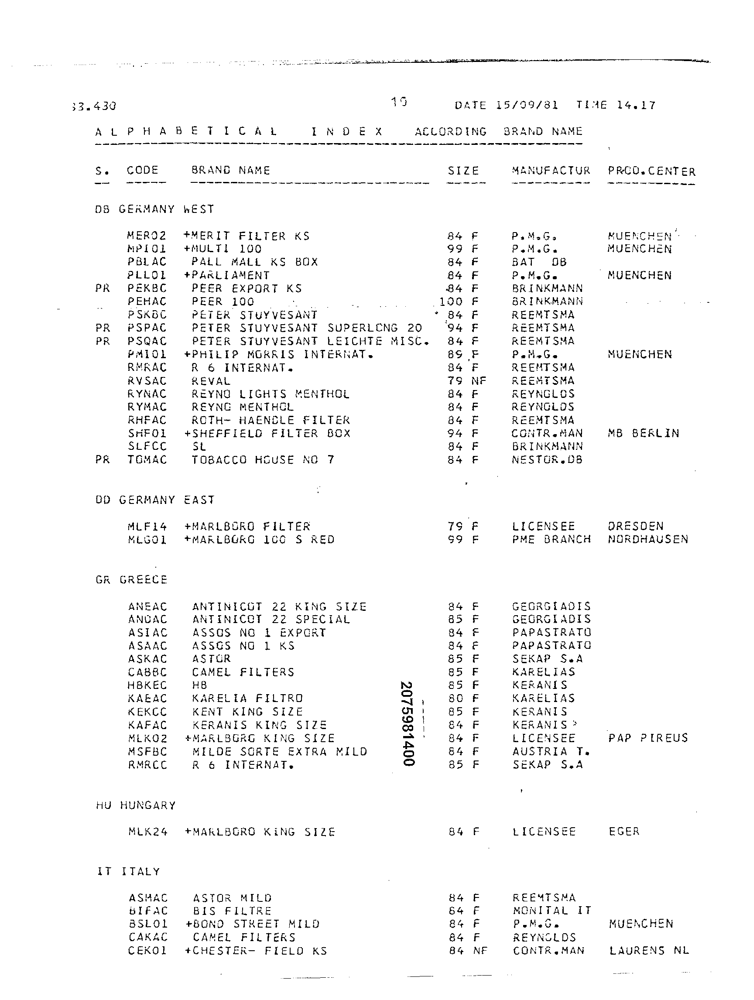 33.430 19 DATE 15/09/81 TIME 14.17
A L P H A B E T I C A L I N D E X ACCORDING BRAND NAME
S. CODE BRAND NAME SIZE MANUFACTUR PROD.CENTER
DB GERMANY WEST
MER02 +MERIT FILTER KS 84 F P.M.G. MUENCHEN
MPI01 +MULTI 100 99 F P.M.G. MUENCHEN
PBLAC PALL MALL KS BOX 84 F BAT DB
PLL01 +PARLIAMENT 84 F P.M.G. MUENCHEN
PR PEKBC PEER EXPORT KS 84 F BRINKMANN
PEHAC PEER 100 100 F BRINKMANN
PSKBC PETER STUYVESANT 84 F REEMTSMA
PR PSPAC PETER STUYVESANT SUPERLONG 20 94 F REEMTSMA
PR PSQAC PETER STUYVESANT LEICHTE MISC. 84 F REEMTSMA
PMI01 +PHILIP MORRIS INTERNAT. 89 F P.M.G. MUENCHEN
RMRAC R 6 INTERNAT. 84 F REEMTSMA
RVSAC REVAL 79 NF REEMTSMA
RYNAC REYNO LIGHTS MENTHOL 84 F REYNOLDS
RYMAC REYNO MENTHOL 84 F REYNOLDS
RHFAC ROTH- HAENDLE FILTER 84 F REEMTSMA
SHF01 +SHEFFIELD FILTER BOX 94 F CONTR.MAN MB BERLIN
SLFCC SL 84 F BRINKMANN
PR TOMAC TOBACCO HOUSE NO 7 84 F NESTOR.DB
DD GERMANY EAST
MLF14 +MARLBORO FILTER 79 F LICENSEE DRESDEN
MLG01 +MARLBORO 100 S RED 99 F PME BRANCH NORDHAUSEN
GR GREECE
ANEAC ANTINICOT 22 KING SIZE 84 F GEORGIADIS
ANCAC ANTINICOT 22 SPECIAL 85 F GEORGIADIS
ASIAC ASSOS NO 1 EXPORT 84 F PAPASTRATO
ASAAC ASSOS NO 1 KS 84 F PAPASTRATO
ASKAC ASTOR 85 F SEKAP S.A
CABBC CAMEL FILTERS 85 F KARELIAS
HBKEC HB 85 F KERANIS
KAEAC KARELIA FILTRO 80 F KARELIAS
KEKCC KENT KING SIZE 85 F KERANIS
KAFAC KERANIS KING SIZE 84 F KERANIS
MLK02 +MARLBORO KING SIZE 84 F LICENSEE PAP PIREUS
MSFBC MILDE SORTE EXTRA MILD 84 F AUSTRIA T.
RMRCC R 6 INTERNAT. 85 F SEKAP S.A
2075981400
HU HUNGARY
MLK24 +MARLBORO KING SIZE 84 F LICENSEE EGER
IT ITALY
ASMAC ASTOR MILD 84 F REEMTSMA
BIFAC BIS FILTRE 84 F MONITAL IT
BSL01 +BOND STREET MILD 84 F P.M.G. MUENCHEN
CAKAC CAMEL FILTERS 84 F REYNOLDS
CEK01 +CHESTER- FIELD KS 84 NF CONTR.MAN LAURENS NL